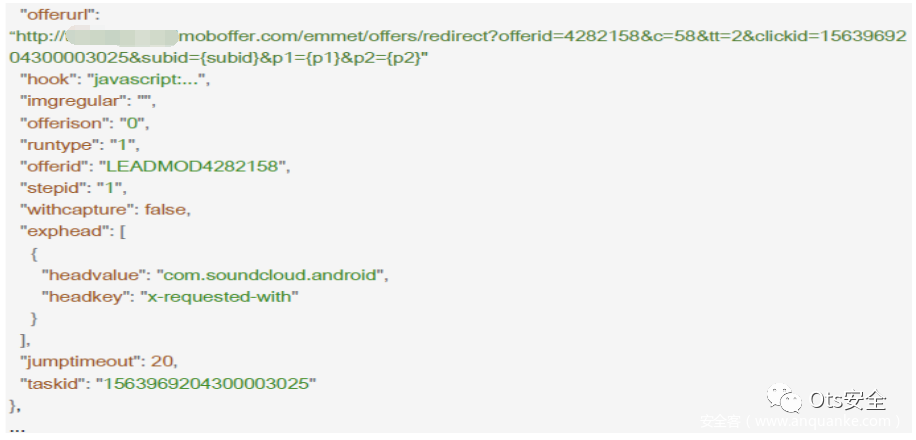 "offerurl":
"http://moboffer.com/emmet/offers/redirect?offerid=4282158&c=58&tt=2&clickid=15639692
04300003025&subid={subid}&p1={p1}&p2={p2}"
"hook": "javascript:...",
"imgregular": "",
"offerison": "0",
"runtype": "1",
"offerid": "LEADMOD4282158",
"stepid": "1",
"withcapture": false,
"exphead": [
{
"headvalue": "com.soundcloud.android",
"headkey": "x-requested-with"
}
],
"jumptimeout": 20,
"taskid": "1563969204300003025"
},
...
Ots安全
安全客（www.anquanke.com）